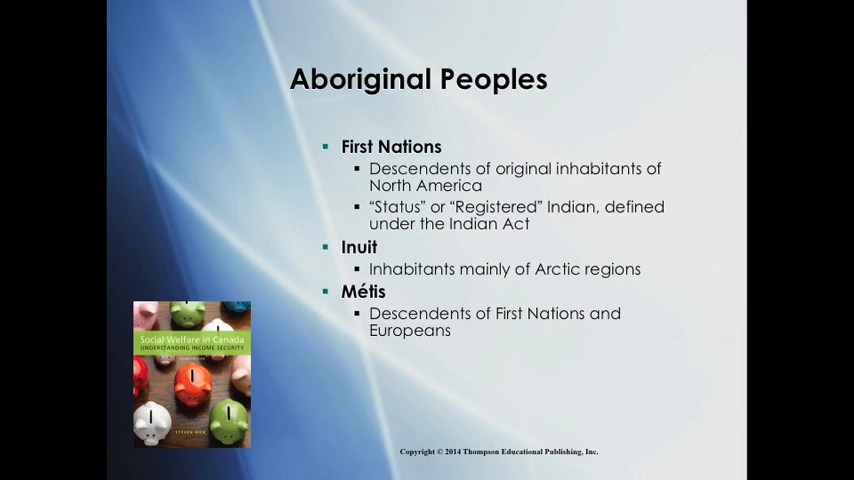 Aboriginal Peoples
▪ First Nations
▪ Descendents of original inhabitants of
North America
▪ “Status” or “Registered” Indian, defined
under the Indian Act
▪ Inuit
▪ Inhabitants mainly of Arctic regions
▪ Métis
▪ Descendents of First Nations and
Europeans
Social Welfare in Canada
UNDERSTANDING INCOME SECURITY
STEVEN HICK
Copyright © 2014 Thompson Educational Publishing, Inc.